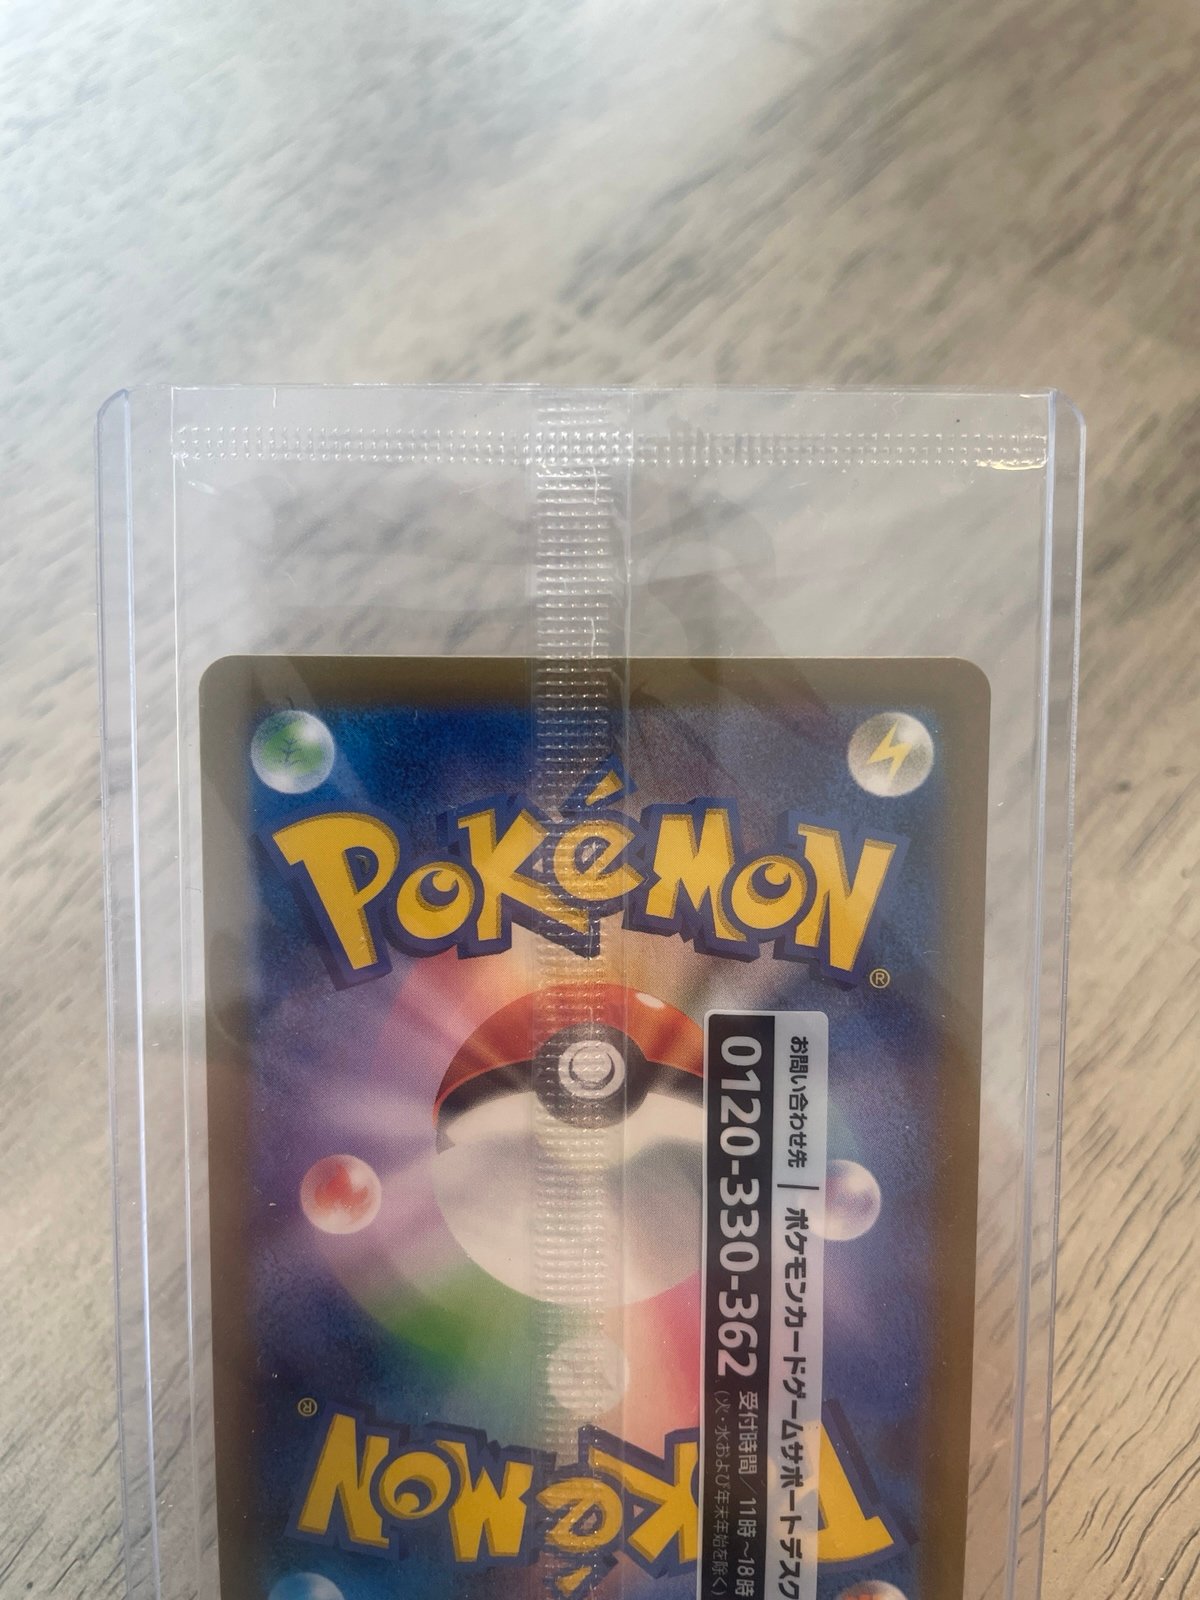 POKéMON
®
お問い合わせ先 | ポケモンカードゲームサポートデスク
0120-330-362 受付時間/11時~18時
(火・水および年末年始を除く)
POKéMON
®